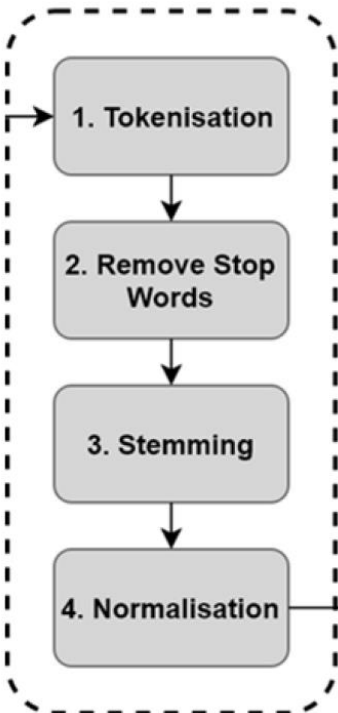 1. Tokenisation
2. Remove Stop
Words
3. Stemming
4. Normalisation